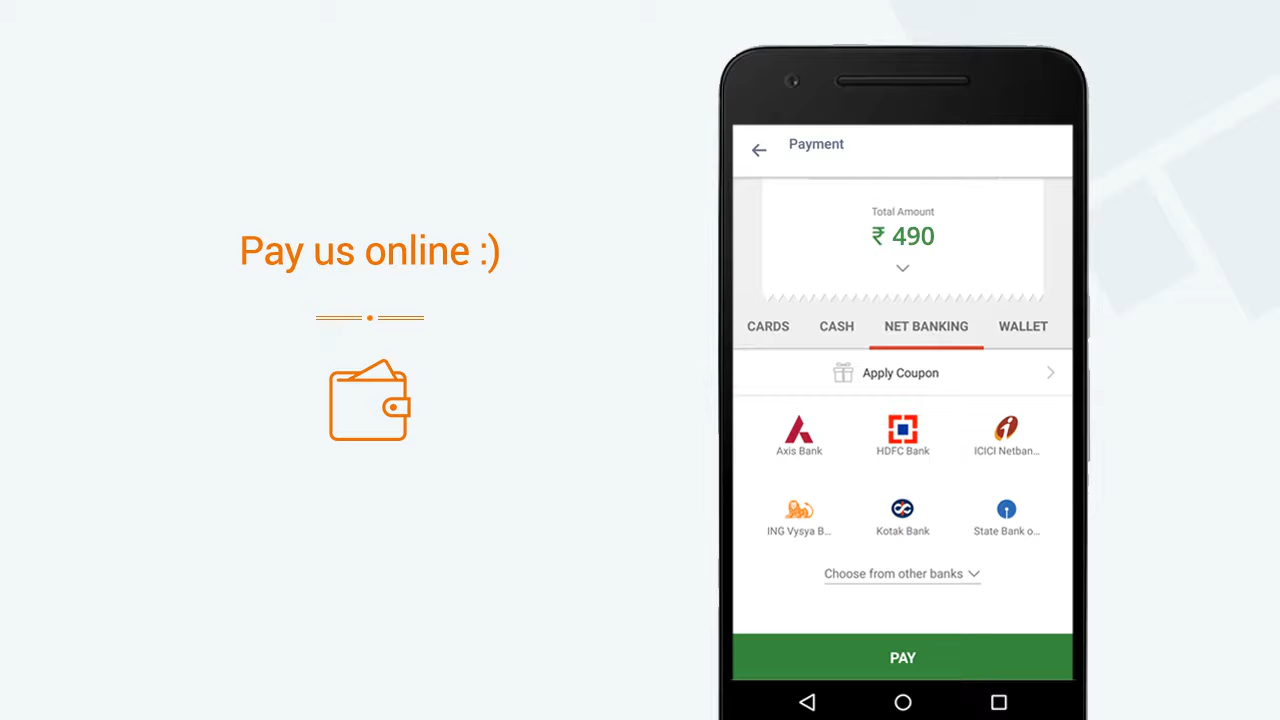 Pay us online :)
Payment
Total Amount
₹ 490
CARDS CASH NET BANKING WALLET
Apply Coupon
Axis Bank HDFC Bank ICICI Netban...
ING Vysya B... Kotak Bank State Bank o...
Choose from other banks
PAY